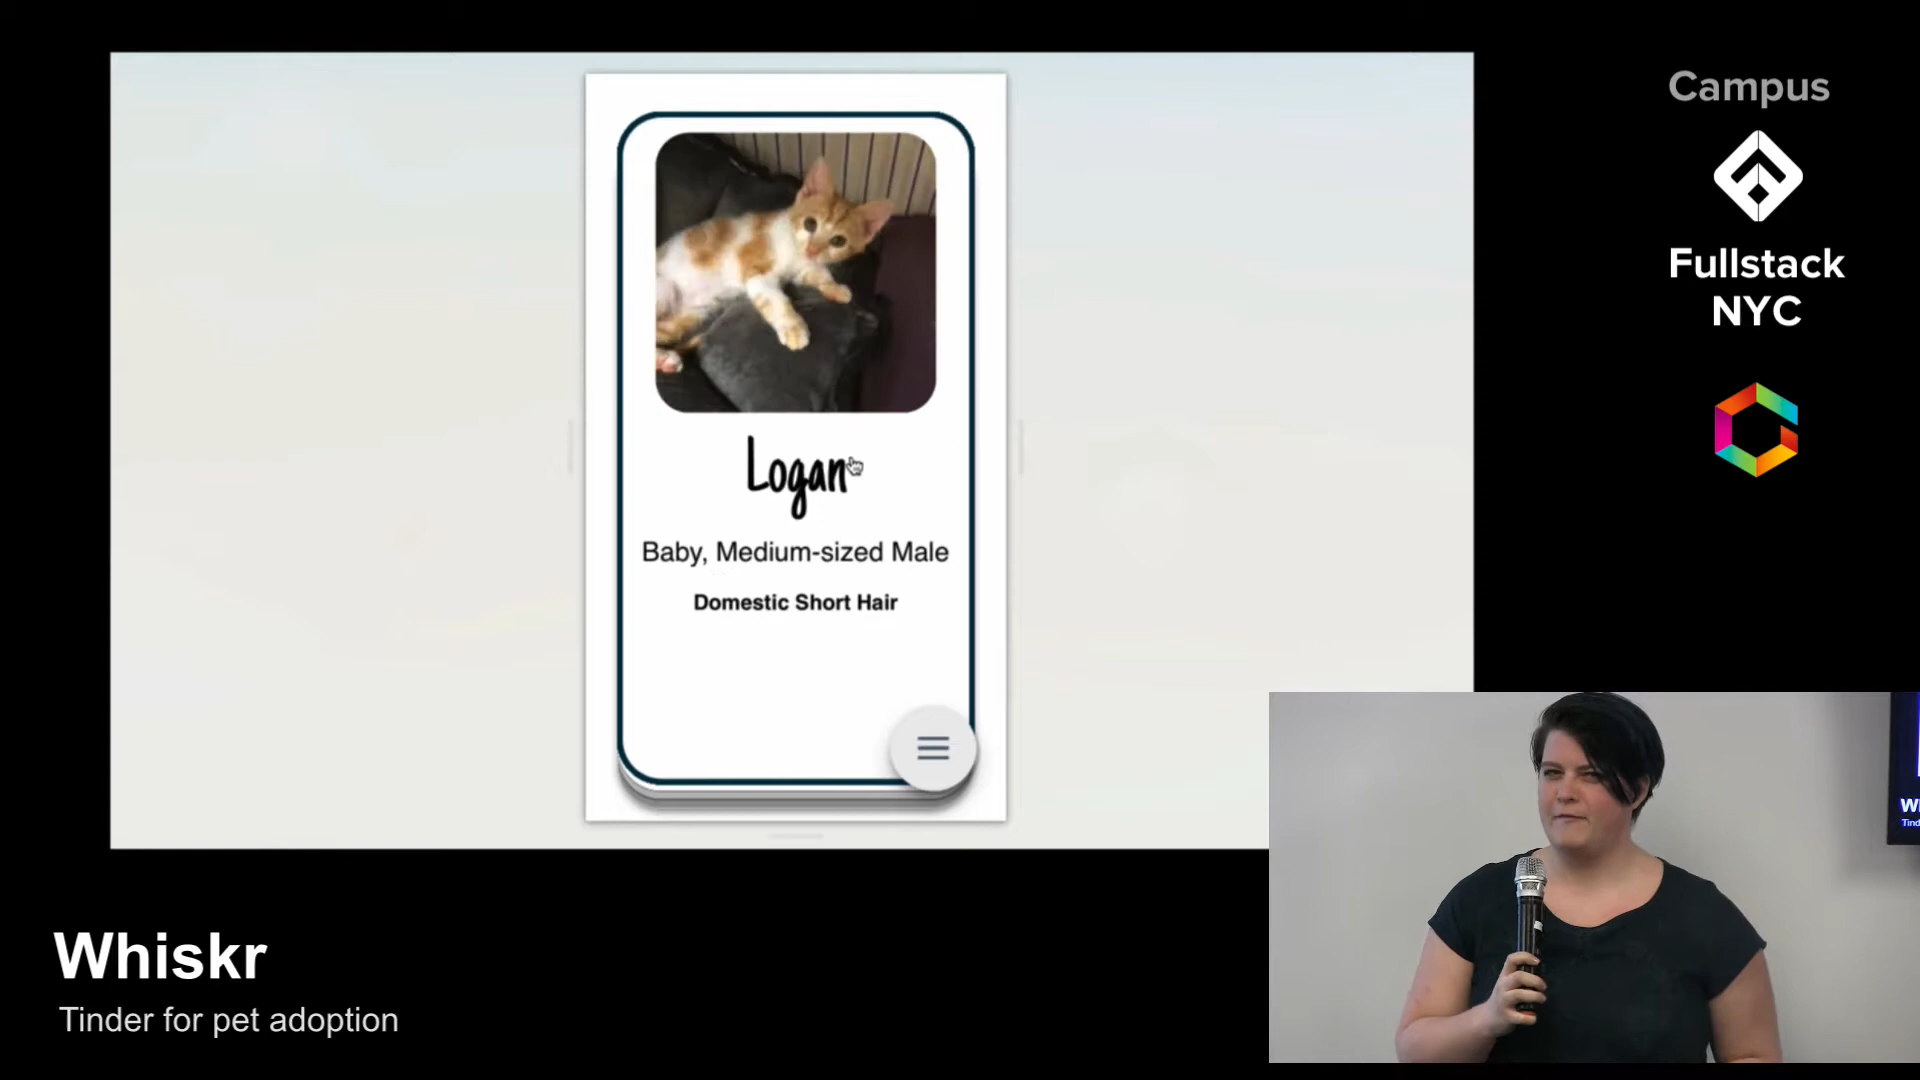 Campus
Fullstack
NYC
Logan
Baby, Medium-sized Male
Domestic Short Hair
Whiskr
Tinder for pet adoption